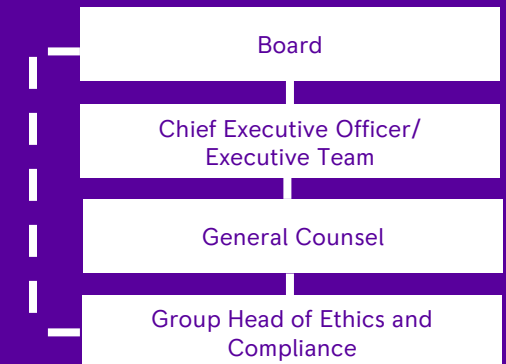 Board
Chief Executive Officer/
Executive Team
General Counsel
Group Head of Ethics and
Compliance